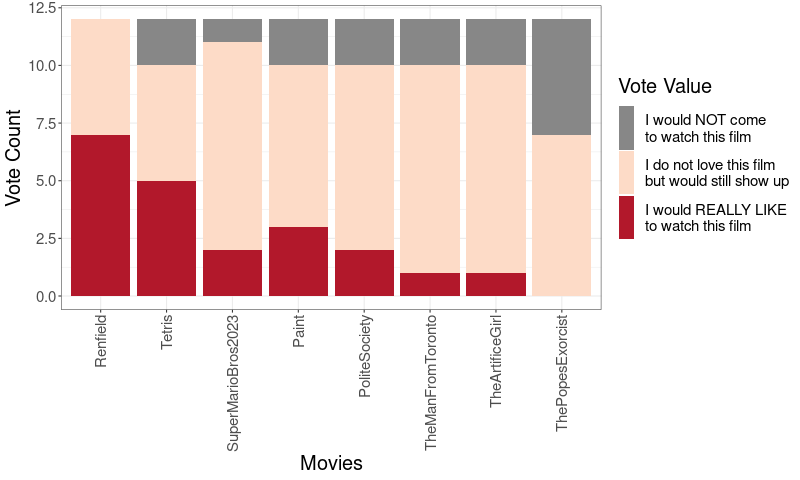 12.5
10.0
7.5
5.0
2.5
0.0
Vote Count
Renfield
Tetris
SuperMarioBros2023
Paint
PoliteSociety
TheManFromToronto
TheArtificeGirl
ThePopesExorcist
Movies
Vote Value
I would NOT come
to watch this film
I do not love this film
but would still show up
I would REALLY LIKE
to watch this film